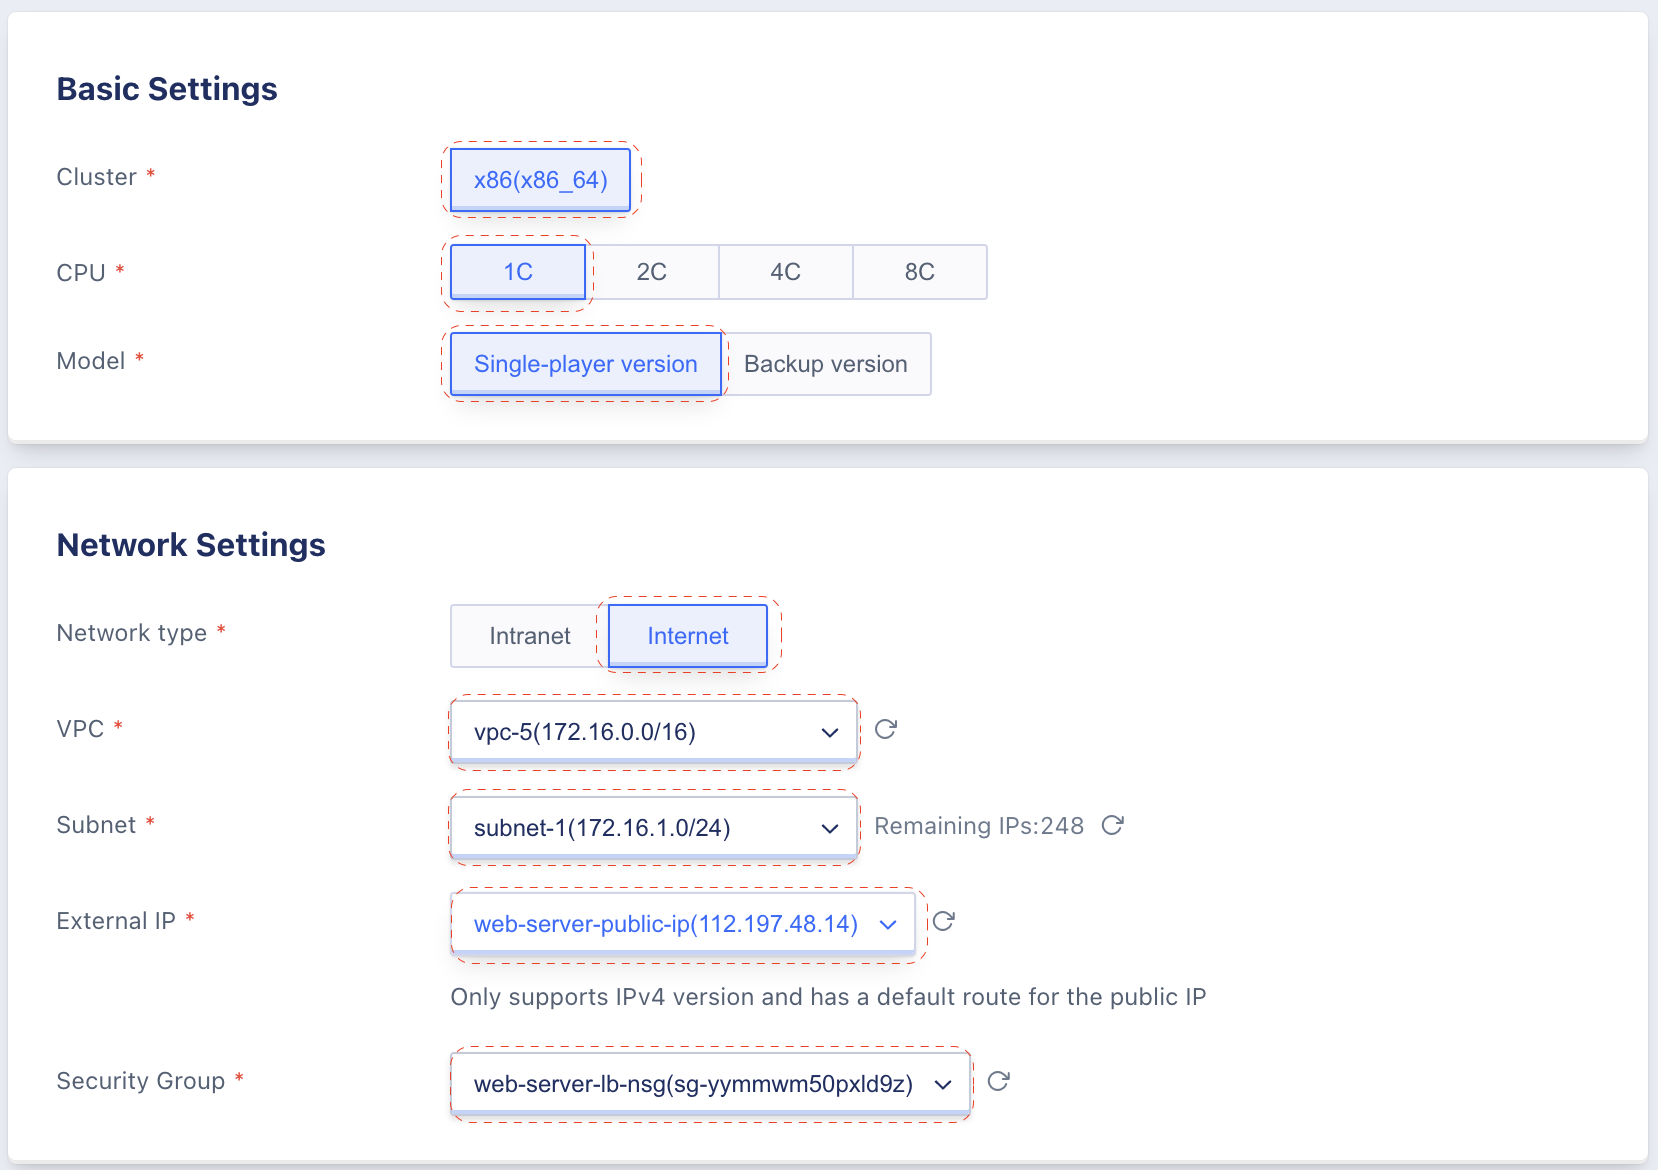 Basic Settings
Cluster *
x86(x86_64)
CPU *
1C 2C 4C 8C
Model *
Single-player version Backup version
Network Settings
Network type *
Intranet Internet
VPC *
vpc-5(172.16.0.0/16)
Subnet *
subnet-1(172.16.1.0/24)
Remaining IPs:248
External IP *
web-server-public-ip(112.197.48.14)
Only supports IPv4 version and has a default route for the public IP
Security Group *
web-server-lb-nsg(sg-yymmwm50pxld9z)